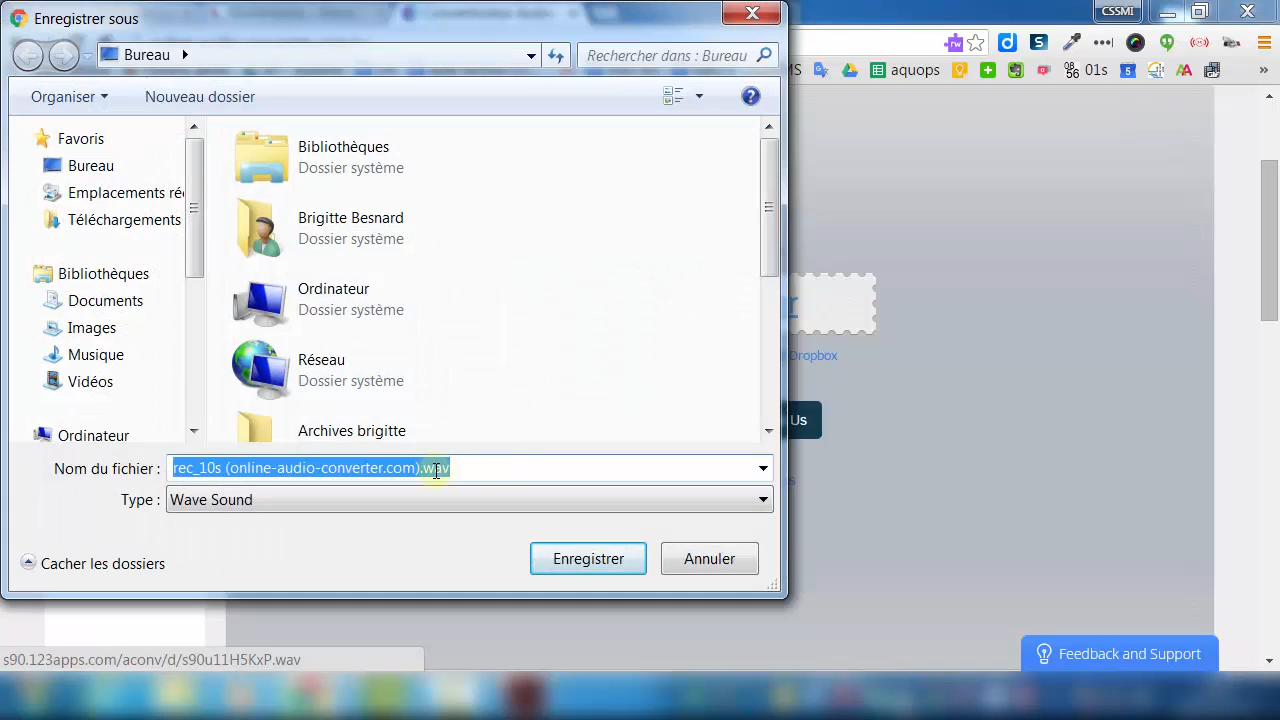 Enregistrer sous
CSSMI
Bureau
Rechercher dans : Bureau
MS
aquops
98
56
01s
Organiser
Nouveau dossier
Favoris
Bureau
Emplacements ré
Téléchargements
Bibliothèques
Documents
Images
Musique
Vidéos
Ordinateur
Bibliothèques
Dossier système
Brigitte Besnard
Dossier système
Ordinateur
Dossier système
Réseau
Dossier système
Archives brigitte
Dropbox
Us
Nom du fichier :
rec_10s (online-audio-converter.com).wav
Type :
Wave Sound
Cacher les dossiers
Enregistrer
Annuler
Feedback and Support
s90.123apps.com/aconv/d/s90u11H5KxP.wav